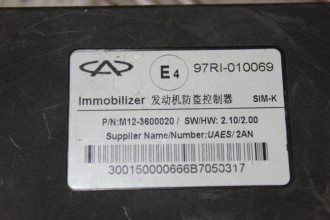 E4 97RI-010069
Immobilizer 发动机防盗控制器 SIM-K
P/N:M12-3600020 / SW/HW: 2.10/2.00
Supplier Name/Number:UAES/2AN
300150000666B7050317